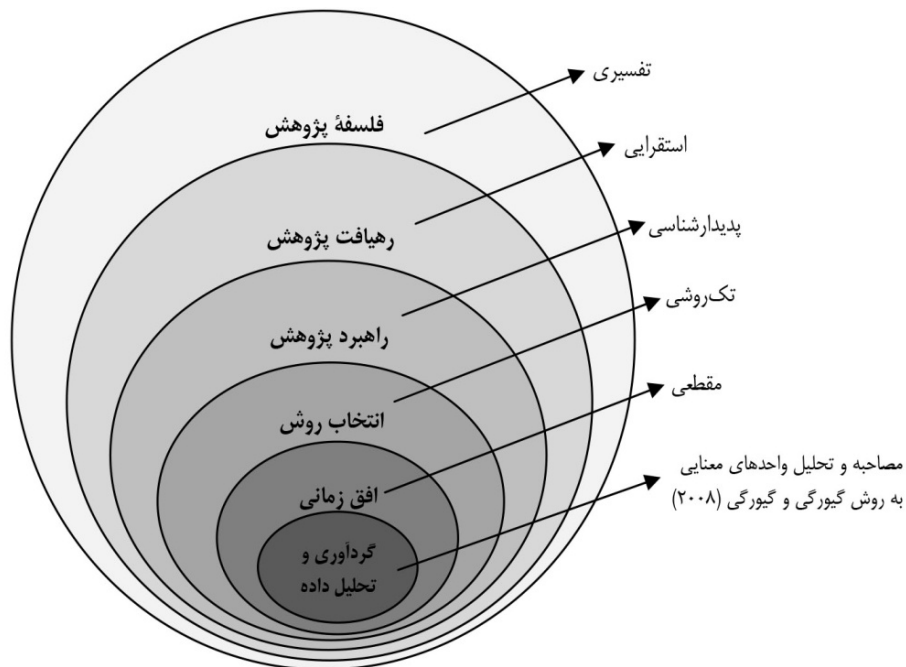 تفسیری
فلسفهٔ پژوهش
استقرایی
رهیافت پژوهش
پدیدارشناسی
راهبرد پژوهش
تک‌روشی
انتخاب روش
مقطعی
افق زمانی
مصاحبه و تحلیل واحدهای معنایی
به روش گیورگی و گیورگی (۲۰۰۸)
گردآوری و
تحلیل داده